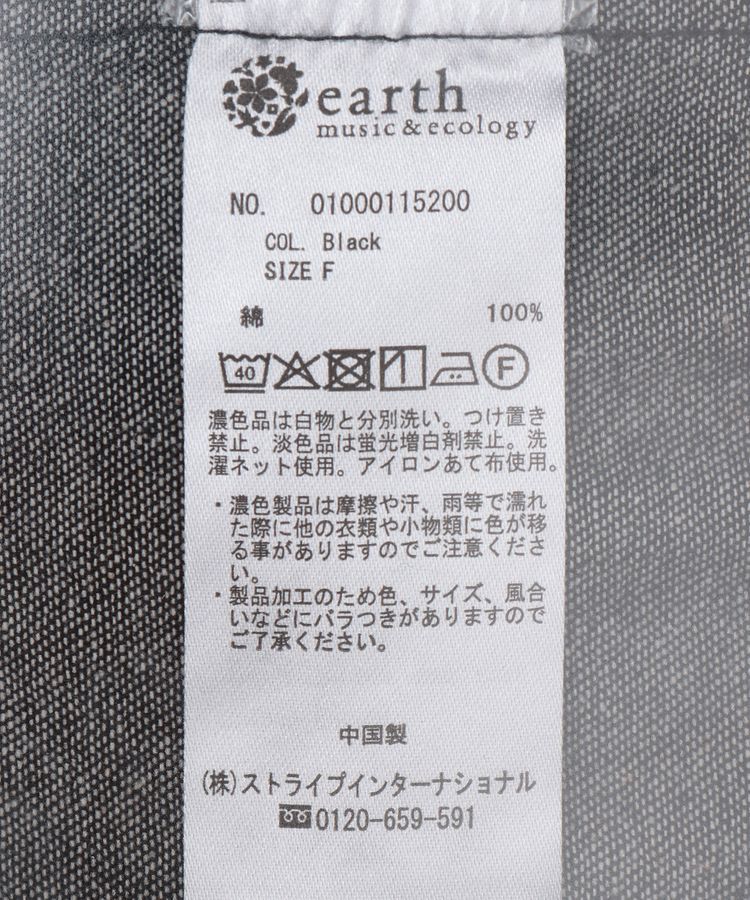 earth
music&ecology
NO. 01000115200
COL. Black
SIZE F
綿 100%
40 F
濃色品は白物と分別洗い。つけ置き
禁止。淡色品は蛍光増白剤禁止。洗
濯ネット使用。アイロンあて布使用。
・濃色製品は摩擦や汗、雨等で濡れ
た際に他の衣類や小物類に色が移
る事がありますのでご注意くださ
い。
・製品加工のため色、サイズ、風合
いなどにバラつきがありますので
ご了承ください。
中国製
(株)ストライプインターナショナル
0120-659-591